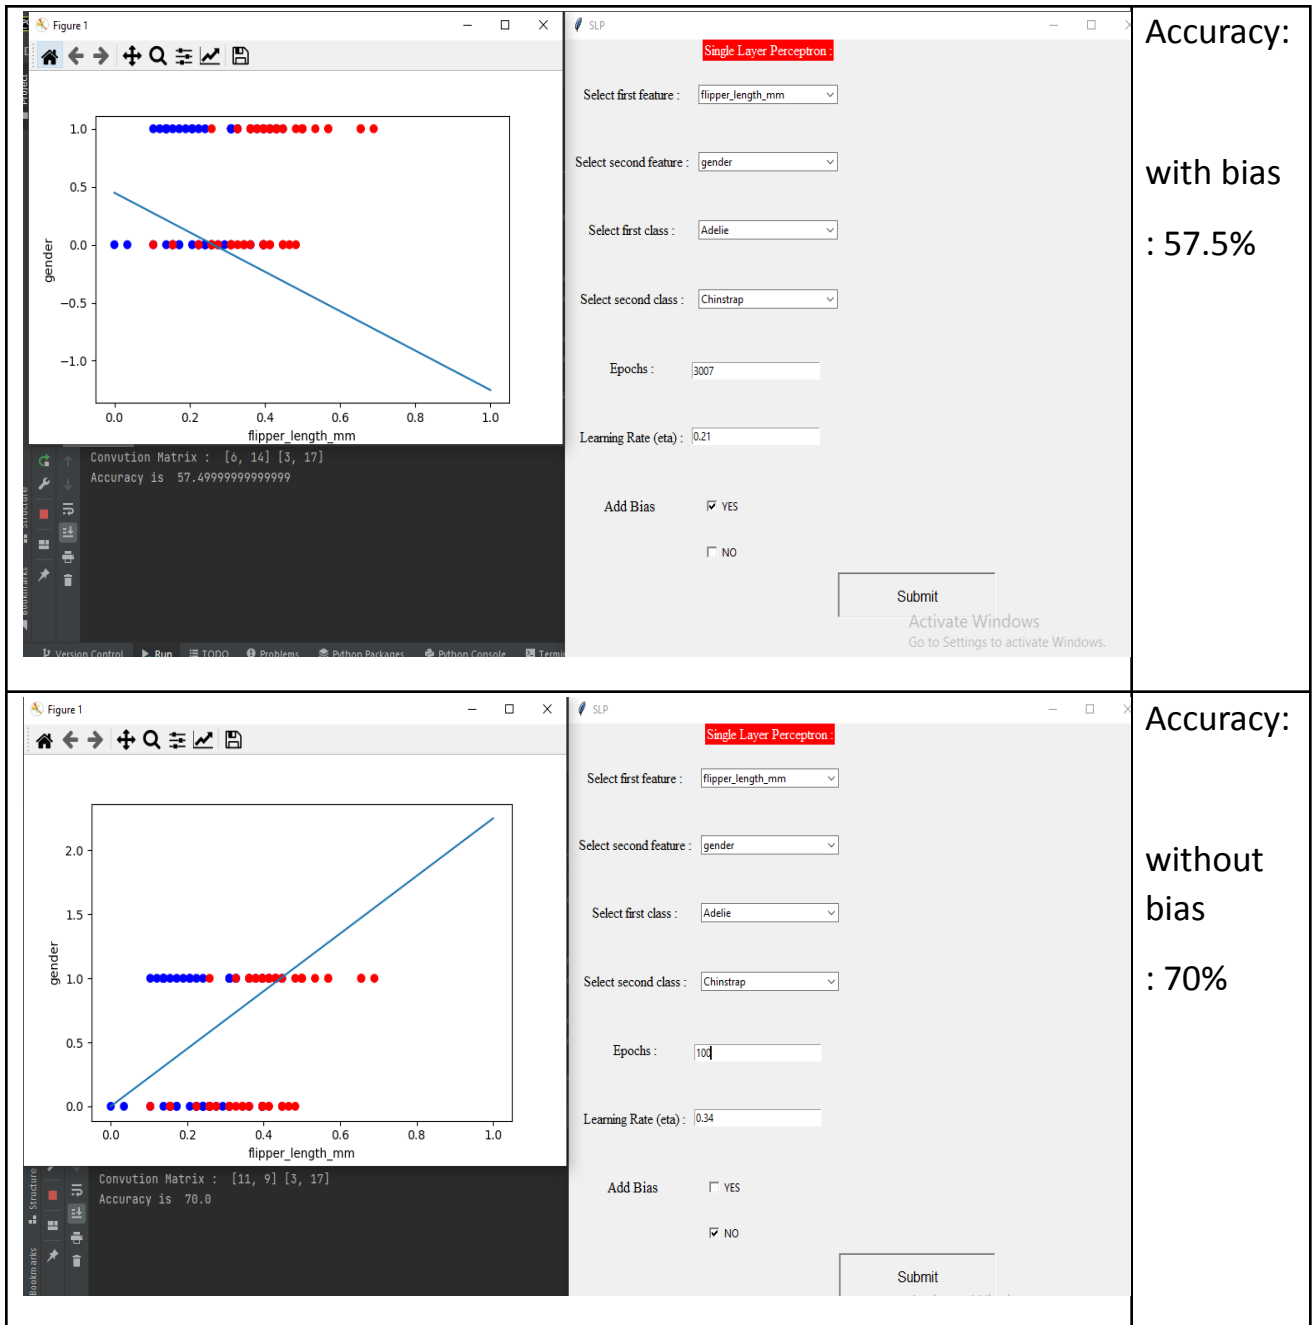 Figure 1
SLP
Single Layer Perceptron :
Select first feature :
flipper_length_mm
Select second feature :
gender
Select first class :
Adelie
Select second class :
Chinstrap
Epochs :
3007
Learning Rate (eta) :
0.21
Add Bias
YES
NO
Submit
Activate Windows
Go to Settings to activate Windows.
Project
1.0
0.5
0.0
−0.5
−1.0
gender
0.0 0.2 0.4 0.6 0.8 1.0
flipper_length_mm
Convution Matrix : [6, 14] [3, 17]
Accuracy is 57.49999999999999
Structure
Bookmarks
Version Control Run TODO Problems Python Packages Python Console Termi
Accuracy:
with bias
: 57.5%
Figure 1
SLP
Single Layer Perceptron :
Select first feature :
flipper_length_mm
Select second feature :
gender
Select first class :
Adelie
Select second class :
Chinstrap
Epochs :
100
Learning Rate (eta) :
0.34
Add Bias
YES
NO
Submit
2.0
1.5
1.0
0.5
0.0
gender
0.0 0.2 0.4 0.6 0.8 1.0
flipper_length_mm
Convution Matrix : [11, 9] [3, 17]
Accuracy is 70.0
Structure
Bookmarks
Accuracy:
without
bias
: 70%